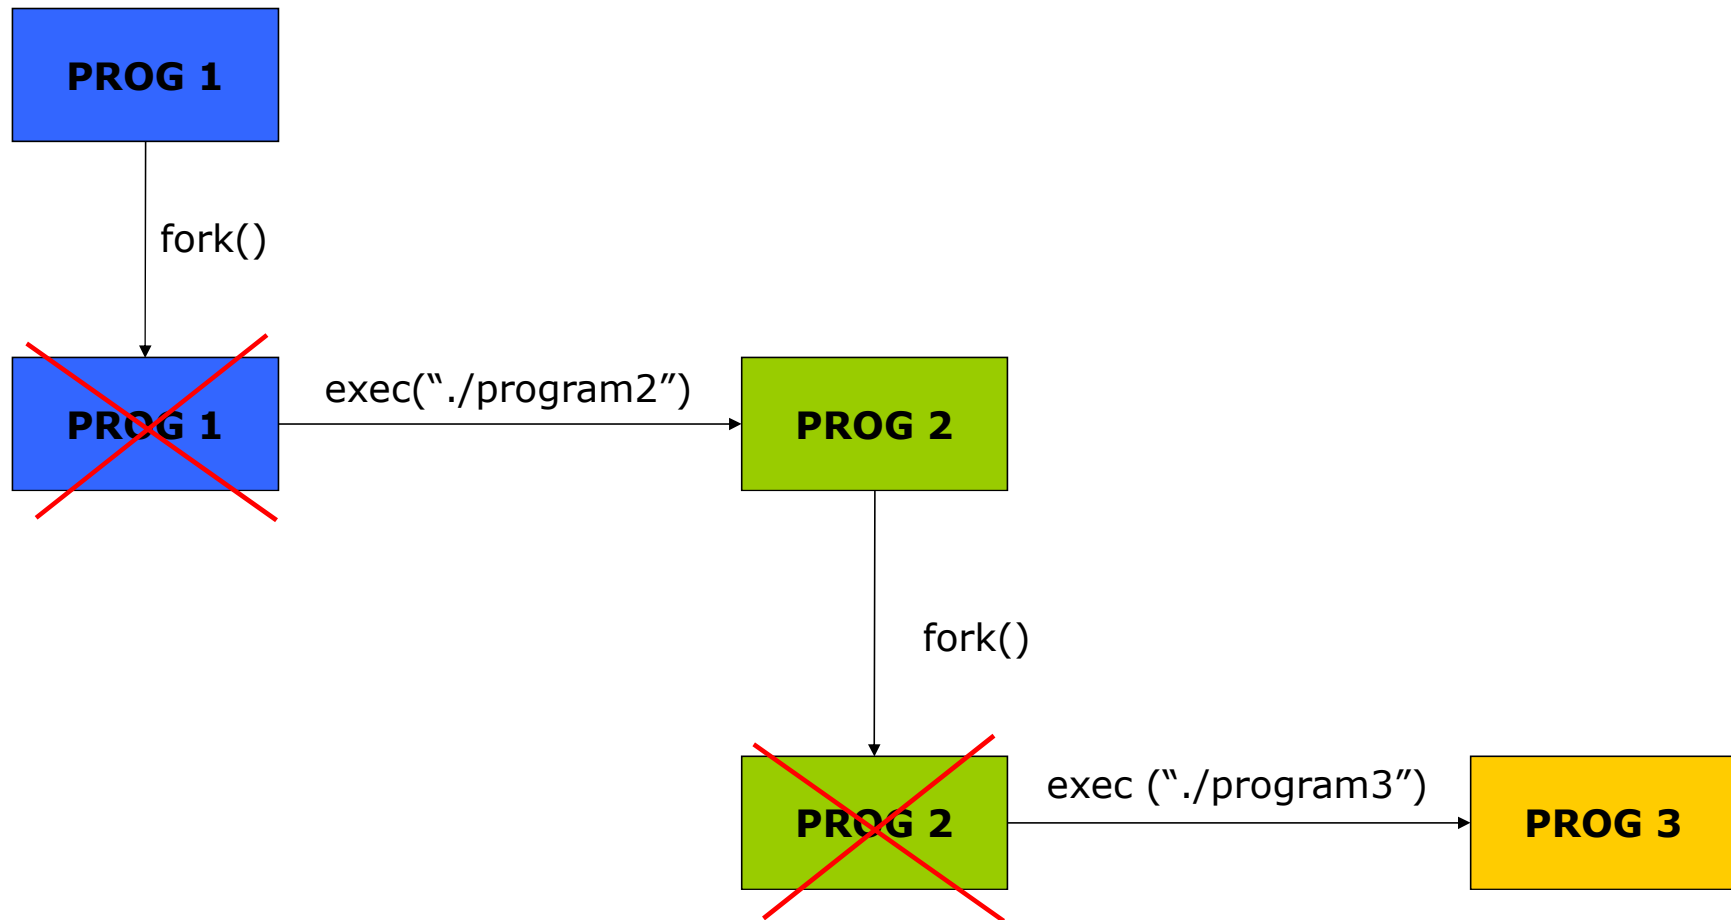 PROG 1
fork()
PROG 1
exec(“./program2”)
PROG 2
fork()
PROG 2
exec (“./program3”)
PROG 3